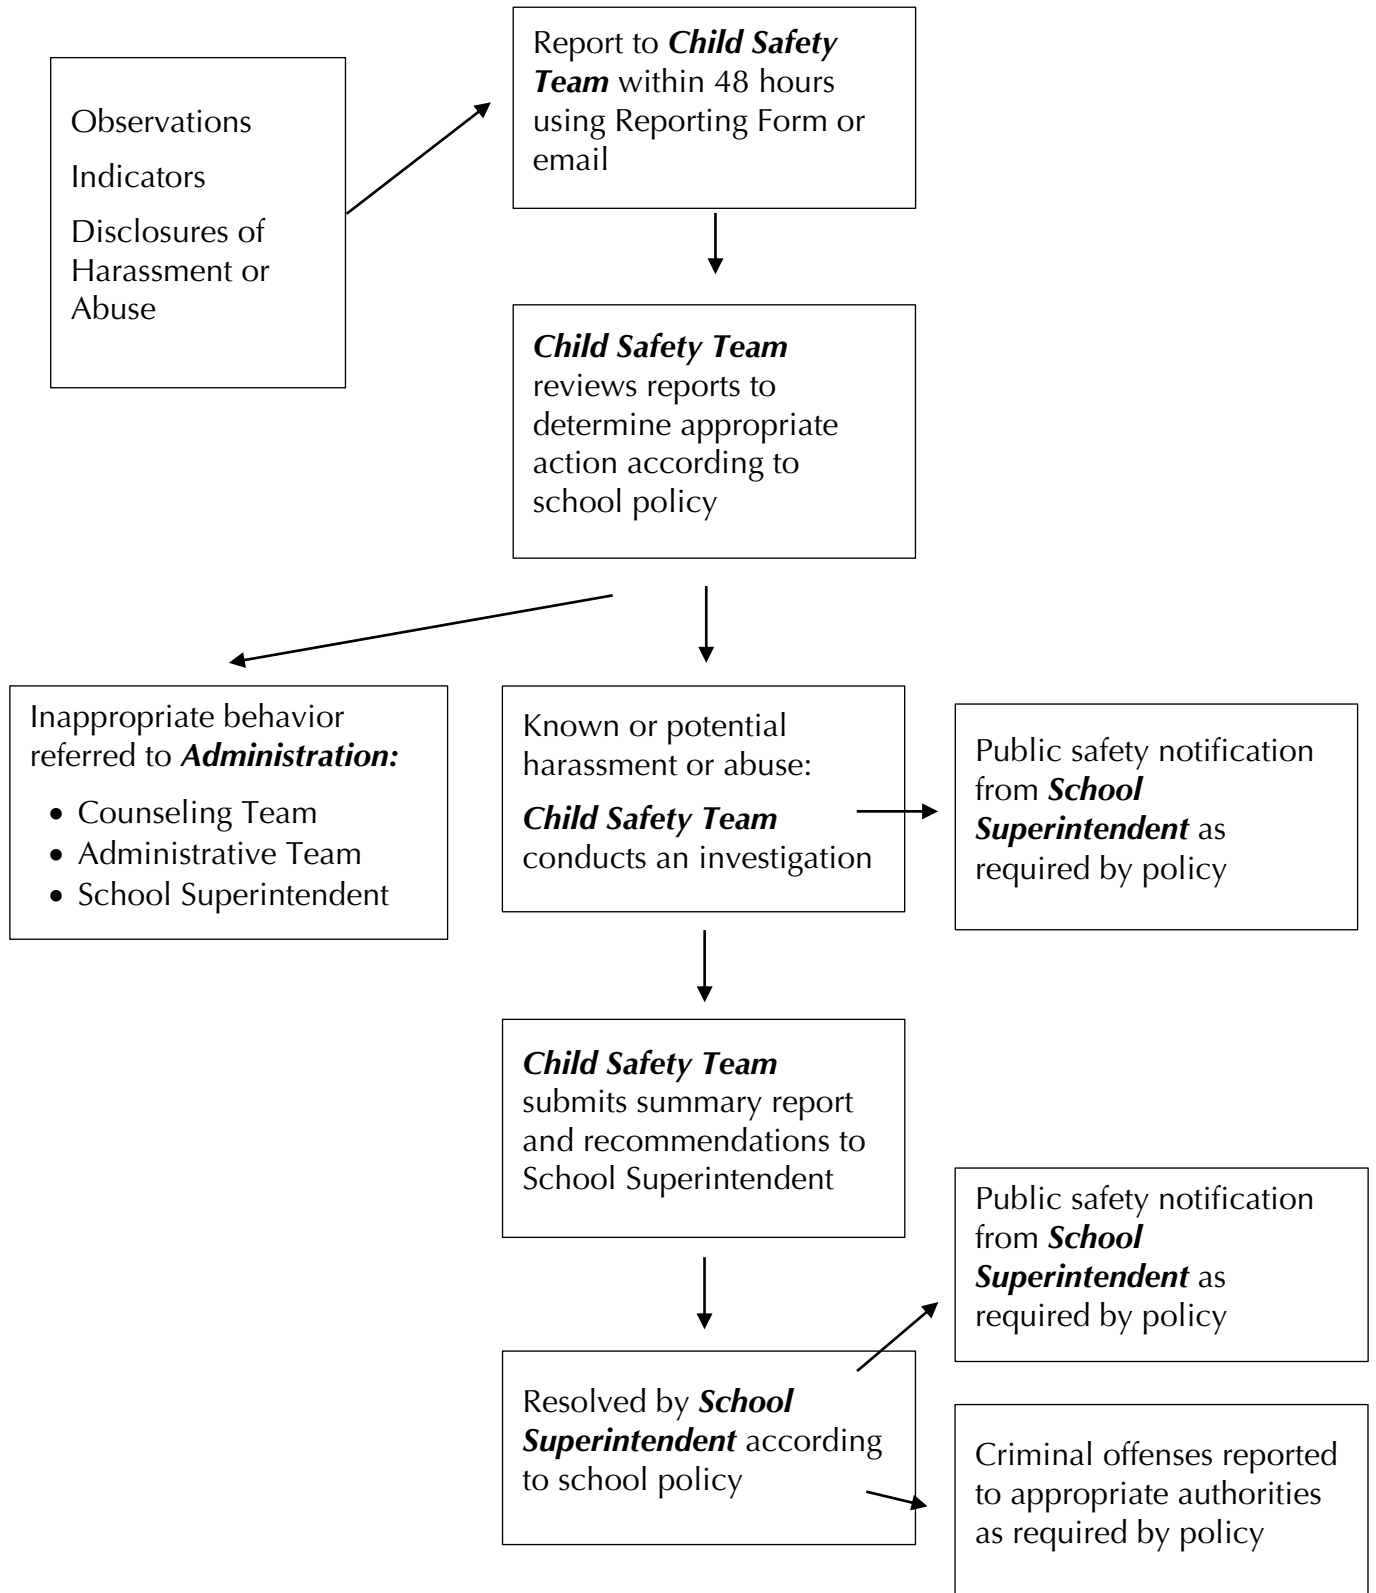 Observations
Indicators
Disclosures of
Harassment or
Abuse
Report to Child Safety
Team within 48 hours
using Reporting Form or
email
Child Safety Team
reviews reports to
determine appropriate
action according to
school policy
Inappropriate behavior
referred to Administration:
• Counseling Team
• Administrative Team
• School Superintendent
Known or potential
harassment or abuse:
Child Safety Team
conducts an investigation
Public safety notification
from School
Superintendent as
required by policy
Child Safety Team
submits summary report
and recommendations to
School Superintendent
Public safety notification
from School
Superintendent as
required by policy
Resolved by School
Superintendent according
to school policy
Criminal offenses reported
to appropriate authorities
as required by policy